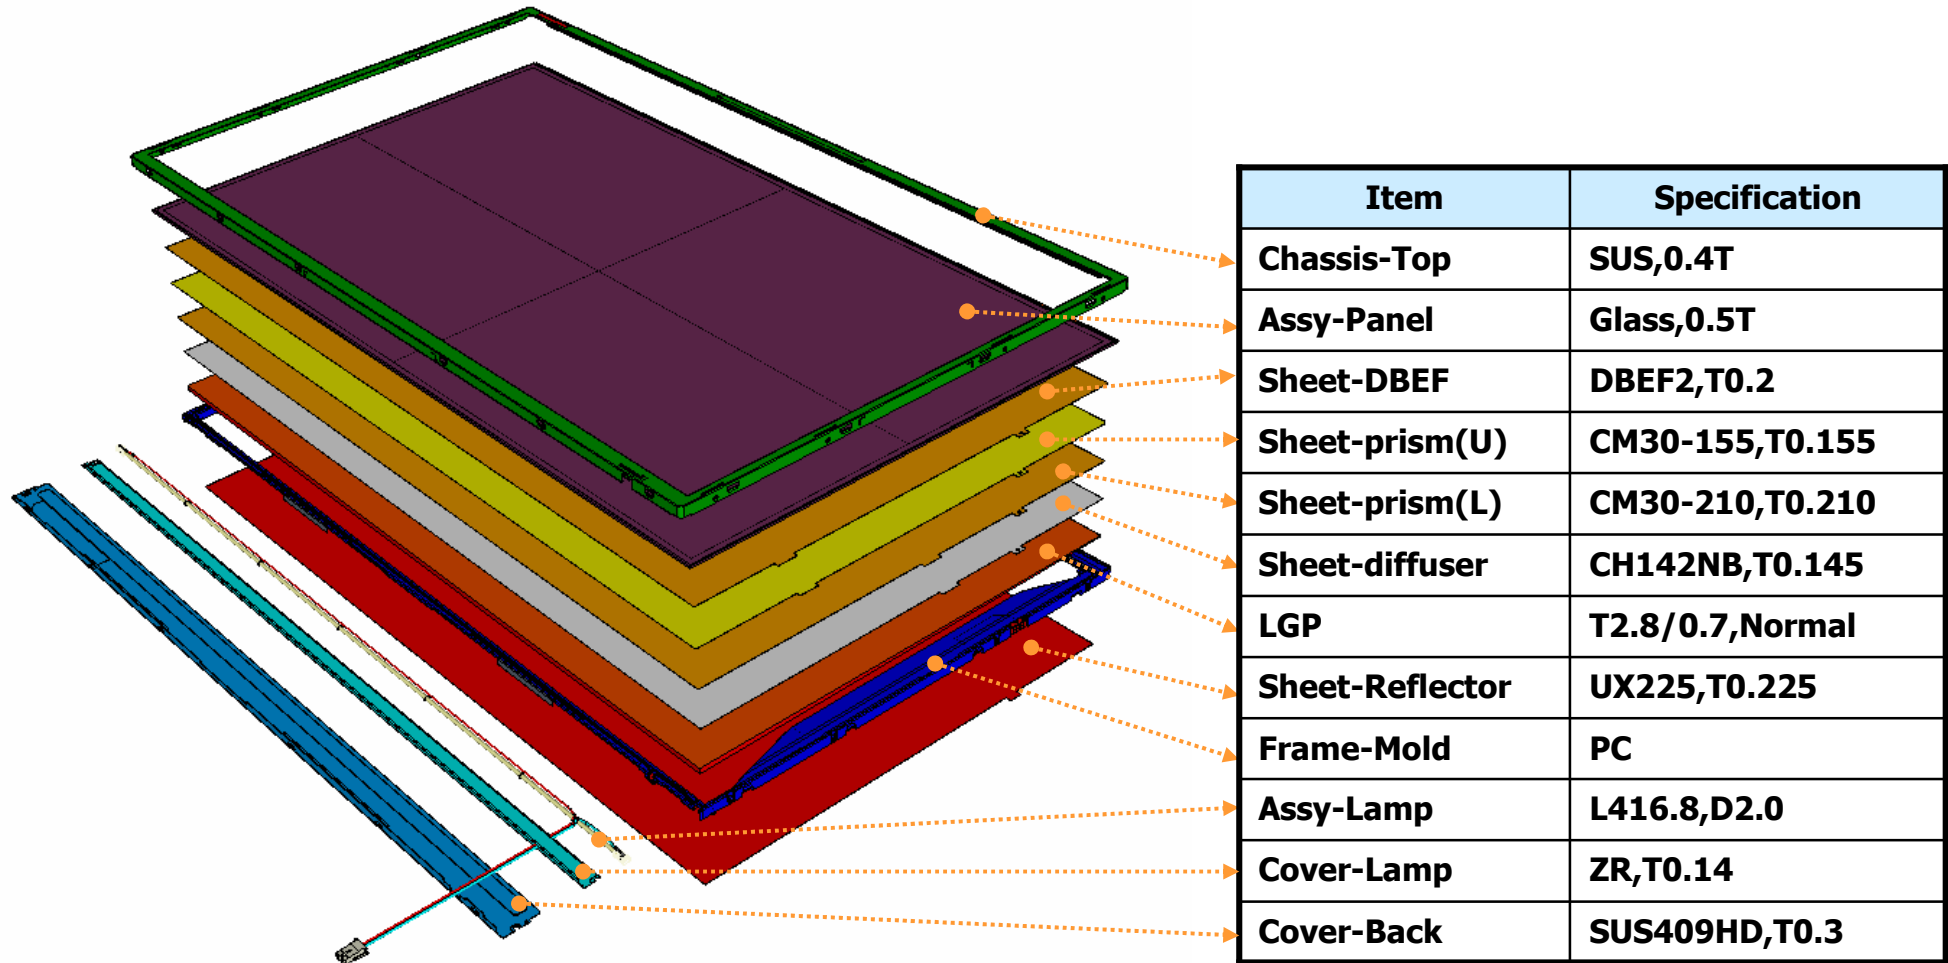 Item Specification
Chassis-Top SUS,0.4T
Assy-Panel Glass,0.5T
Sheet-DBEF DBEF2,T0.2
Sheet-prism(U) CM30-155,T0.155
Sheet-prism(L) CM30-210,T0.210
Sheet-diffuser CH142NB,T0.145
LGP T2.8/0.7,Normal
Sheet-Reflector UX225,T0.225
Frame-Mold PC
Assy-Lamp L416.8,D2.0
Cover-Lamp ZR,T0.14
Cover-Back SUS409HD,T0.3